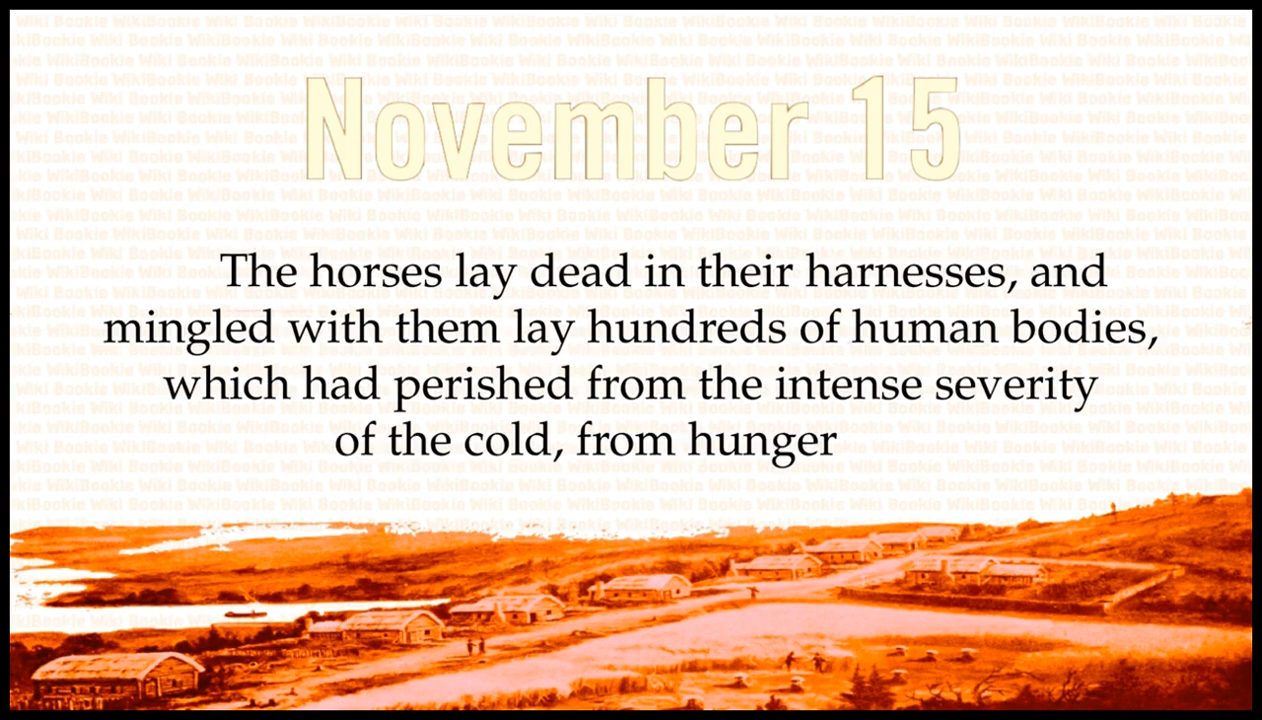 November 15
The horses lay dead in their harnesses, and
mingled with them lay hundreds of human bodies,
which had perished from the intense severity
of the cold, from hunger